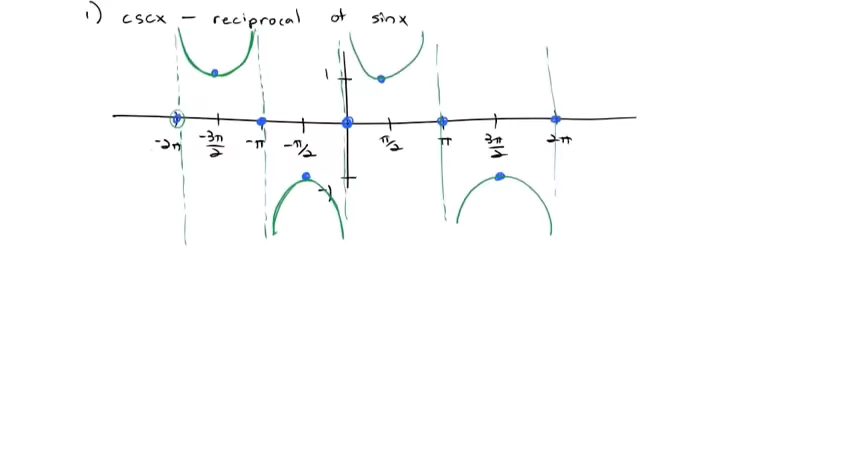 1) cscx – reciprocal of sinx
1
-2π -3π/2 -π -π/2 π/2 π 3π/2 2π
-1